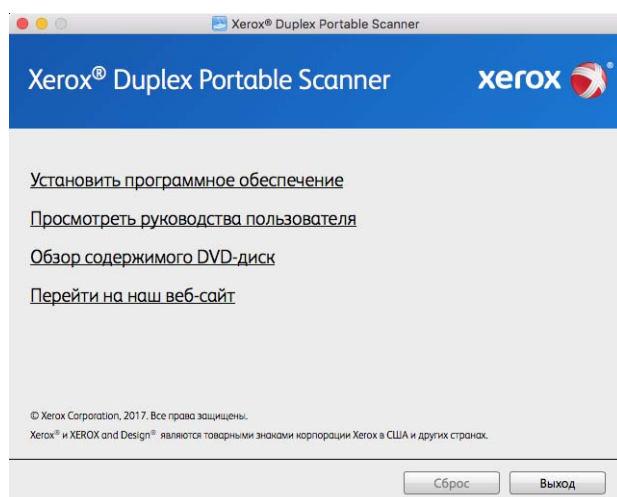 Xerox® Duplex Portable Scanner
Xerox® Duplex Portable Scanner
xerox
Установить программное обеспечение
Просмотреть руководства пользователя
Обзор содержимого DVD-диск
Перейти на наш веб-сайт
© Xerox Corporation, 2017. Все права защищены.
Xerox® и XEROX and Design® являются товарными знаками корпорации Xerox в США и других странах.
Сброс
Выход